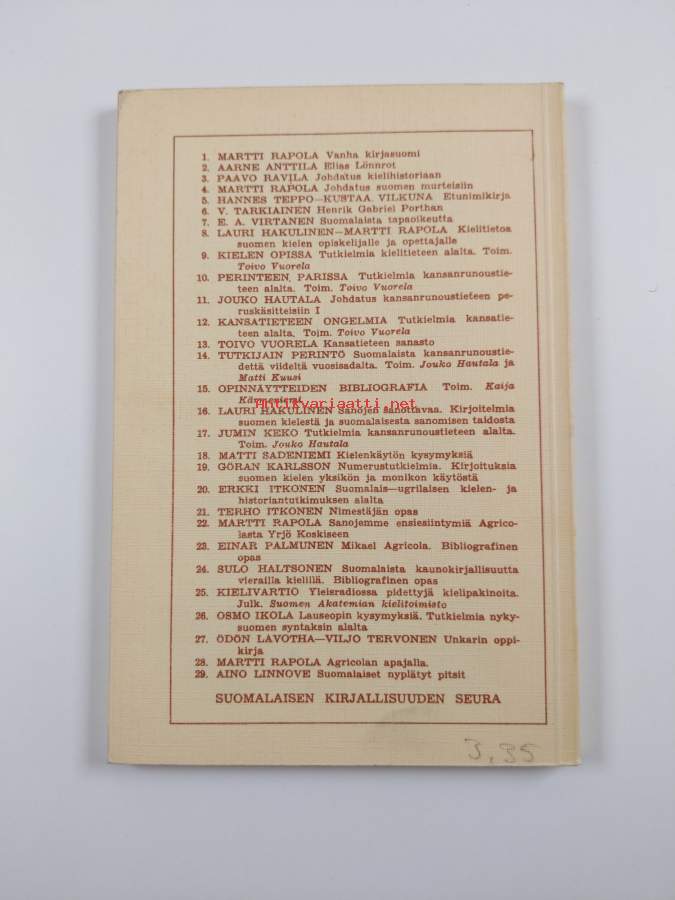 1. MARTTI RAPOLA Vanha kirjasuomi
2. AARNE ANTTILA Elias Lönnrot
3. PAAVO RAVILA Johdatus kielihistoriaan
4. MARTTI RAPOLA Johdatus suomen murteisiin
5. HANNES TEPPO—KUSTAA VILKUNA Etunimikirja
6. V. TARKIAINEN Henrik Gabriel Porthan
7. E. A. VIRTANEN Suomalaista tapaoikeutta
8. LAURI HAKULINEN—MARTTI RAPOLA Kielitietoa
suomen kielen opiskelijalle ja opettajalle
9. KIELEN OPISSA Tutkielmia kielitieteen alalta. Toim.
Toivo Vuorela
10. PERINTEEN PARISSA Tutkielmia kansanrunoustie-
teen alalta. Toim. Toivo Vuorela
11. JOUKO HAUTALA Johdatus kansanrunoustieteen pe-
ruskäsitteisiin I
12. KANSATIETEEN ONGELMIA Tutkielmia kansatie-
teen alalta. Toim. Toivo Vuorela
13. TOIVO VUORELA Kansatieteen sanasto
14. TUTKIJAIN PERINTÖ Suomalaista kansanrunoustie-
dettä viideltä vuosisadalta. Toim. Jouko Hautala ja
Matti Kuusi
15. OPINNÄYTTEIDEN BIBLIOGRAFIA Toim. Kaija
Antikvariaatti.net
16. LAURI HAKULINEN Sanojen sanottavaa. Kirjoitelmia
suomen kielestä ja suomalaisesta sanomisen taidosta
17. JUMIN KEKO Tutkielmia kansanrunoustieteen alalta.
Toim. Jouko Hautala
18. MATTI SADENIEMI Kielenkäytön kysymyksiä
19. GÖRAN KARLSSON Numerustutkielmia. Kirjoituksia
suomen kielen yksikön ja monikon käytöstä
20. ERKKI ITKONEN Suomalais—ugrilaisen kielen- ja
historiantutkimuksen alalta
21. TERHO ITKONEN Nimestäjän opas
22. MARTTI RAPOLA Sanojemme ensiesiintymiä Agrico-
lasta Yrjö Koskiseen
23. EINAR PALMUNEN Mikael Agricola. Bibliografinen
opas
24. SULO HALTSONEN Suomalaista kaunokirjallisuutta
vierailla kielillä. Bibliografinen opas
25. KIELIVARTIO Yleisradiossa pidettyjä kielipakinoita.
Julk. Suomen Akatemian kielitoimisto
26. OSMO IKOLA Lauseopin kysymyksiä. Tutkielmia nyky-
suomen syntaksin alalta
27. ÖDÖN LAVOTHA—VILJO TERVONEN Unkarin oppi-
kirja
28. MARTTI RAPOLA Agricolan apajalla.
29. AINO LINNOVE Suomalaiset nyplätyt pitsit
SUOMALAISEN KIRJALLISUUDEN SEURA
3,35